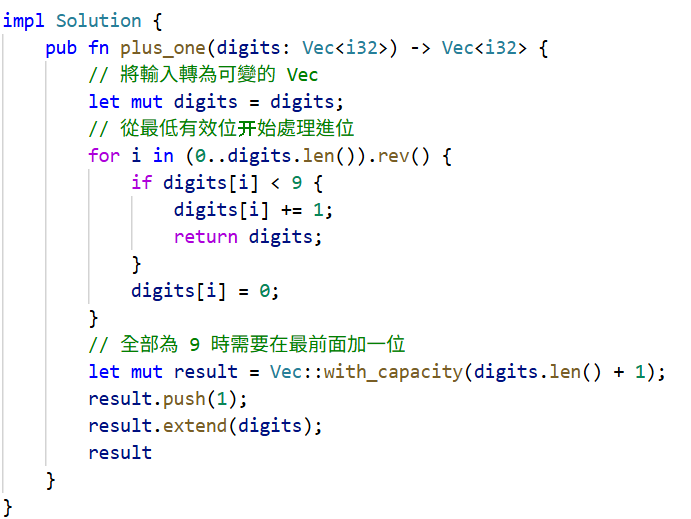 impl Solution {
    pub fn plus_one(digits: Vec<i32>) -> Vec<i32> {
        // 將輸入轉為可變的 Vec
        let mut digits = digits;
        // 從最低有效位开始處理進位
        for i in (0..digits.len()).rev() {
            if digits[i] < 9 {
                digits[i] += 1;
                return digits;
            }
            digits[i] = 0;
        }
        // 全部為 9 時需要在最前面加一位
        let mut result = Vec::with_capacity(digits.len() + 1);
        result.push(1);
        result.extend(digits);
        result
    }
}